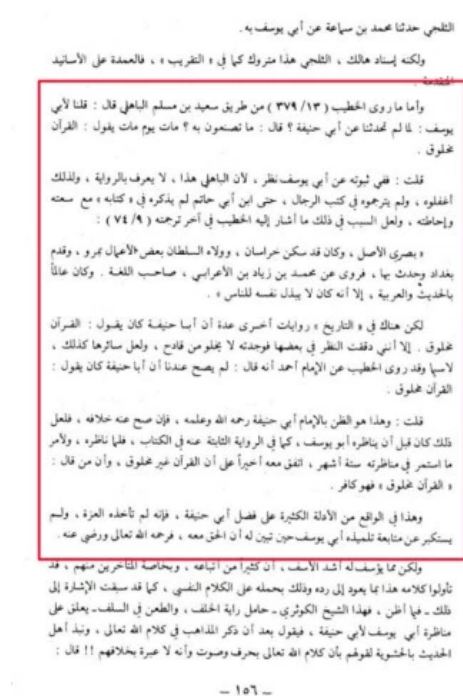 الثلجي حدثنا محمد بن سماعة عن أبي يوسف به .
ولكنه إسناد هالك ، الثلجي هذا متروك كما في « التقريب » ، فالعمدة على الأسانيد
المتقدمة .
وأما ما روى الخطيب ( ١٣ / ٣٧٩ ) من طريق سعيد بن مسلم الباهلي قال : قلنا لأبي
يوسف : لما لم تحدثنا عن أبي حنيفة ؟ قال : ما تصنعون به ؟ مات يوم مات يقول : القرآن
مخلوق .
قلت : ففي ثبوته عن أبي يوسف نظر ، لأن الباهلي هذا ، لا يعرف بالرواية ، ولذلك
أغفلوه ، ولم يترجموه في كتب الرجال ، حتى ابن أبي حاتم لم يذكره في « كتابه » مع سعته
وإحاطته ، ولعل السبب في ذلك ما أشار إليه الخطيب في آخر ترجمته ( ٩ / ٧٤ ) :
« بصري الأصل ، وكان قد سكن خراسان ، وولاه السلطان بعض الأعمال بمرو ، وقدم
بغداد وحدث بها ، فروى عن محمد بن زياد بن الأعرابي ، صاحب اللغة . وكان عالماً
بالحديث والعربية ، إلا أنه كان لا يبذل نفسه للناس » .
لكن هناك في « التاريخ » روايات أخرى عدة أن أبا حنيفة كان يقول : القرآن
مخلوق . إلا أنني دققت النظر في بعضها فوجدته لا يخلو من قادح ، ولعل سائرها كذلك ،
لاسيما وقد روى الخطيب عن الإمام أحمد أنه قال : لم يصح عندنا أن أبا حنيفة كان يقول :
القرآن مخلوق .
قلت : وهذا هو الظن بالإمام أبي حنيفة رحمه الله وعلمه ، فإن صح عنه خلافه ، فلعل
ذلك كان قبل أن يناظره أبو يوسف ، كما في الرواية الثابتة عنه في الكتاب ، فلما ناظره ، ولأمر
ما استمر في مناظرته ستة أشهر ، اتفق معه أخيراً على أن القرآن غير مخلوق ، وأن من قال :
« القرآن مخلوق » فهو كافر .
وهذا في الواقع من الأدلة الكثيرة على فضل أبي حنيفة ، فإنه لم تأخذه العزة ، ولم
يستكبر عن متابعة تلميذه أبي يوسف حين تبين له أن الحق معه ، فرحمه الله تعالى ورضي عنه .
ولكن مما يؤسف له أشد الأسف ، أن كثيراً من أتباعه ، وبخاصة المتأخرين منهم ، قد
تأولوا كلامه هذا بما يعود إلى رده وذلك بحمله على الكلام النفسي ، كما قد سبقت الإشارة إلى
ذلك ـ فيما أظن ، فهذا الشيخ الكوثري ـ حامل راية الخلف ، والطعن في السلف ـ يعلق على
مناظرة أبي يوسف لأبي حنيفة ، فيقول بعد أن ذكر المذاهب في كلام الله تعالى ، ونبذ أهل
الحديث بالحشوية لقولهم بأن كلام الله تعالى بحرف وصوت وأنه لا عبرة بخلافهم !! قال :
ـ ١٥٦ ـ